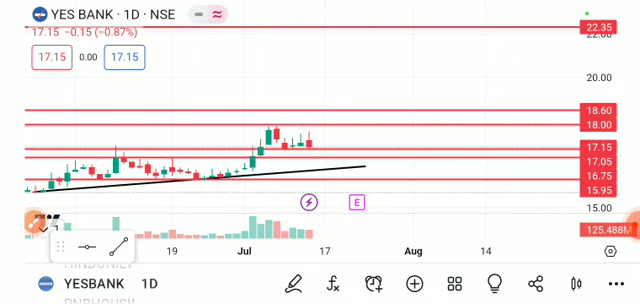 YES BANK · 1D · NSE
17.15 −0.15 (−0.87%)
17.15 0.00 17.15
22.35
22.00
20.00
18.60
18.00
17.15
17.05
16.75
15.95
15.00
125.488M
1
E
19 Jul 17 Aug 14
YESBANK 1D